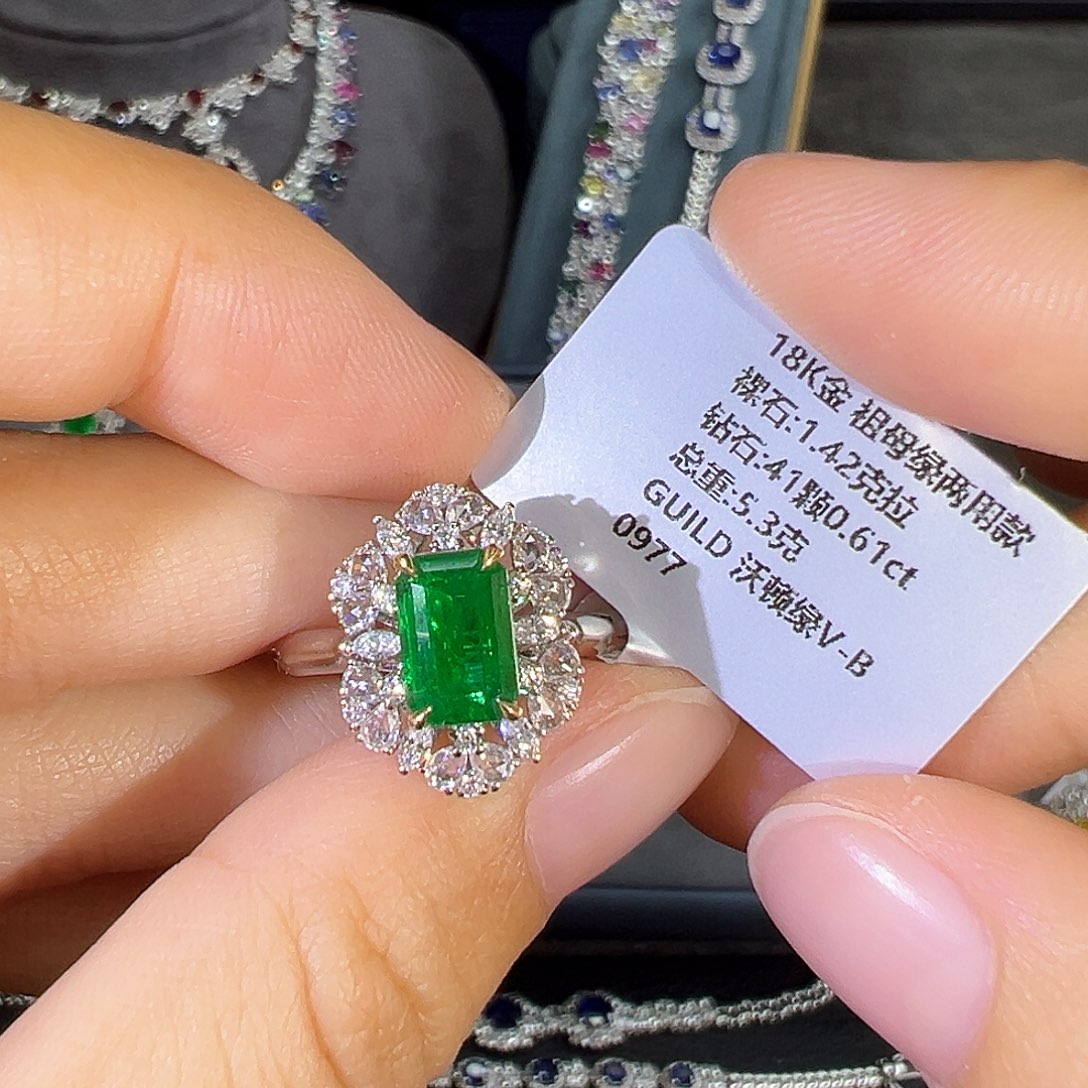 18K金 祖母绿两用款
裸石:1.42克拉
钻石:41颗0.61ct
总重:5.3克
GUILD 沃顿绿V-B
0977